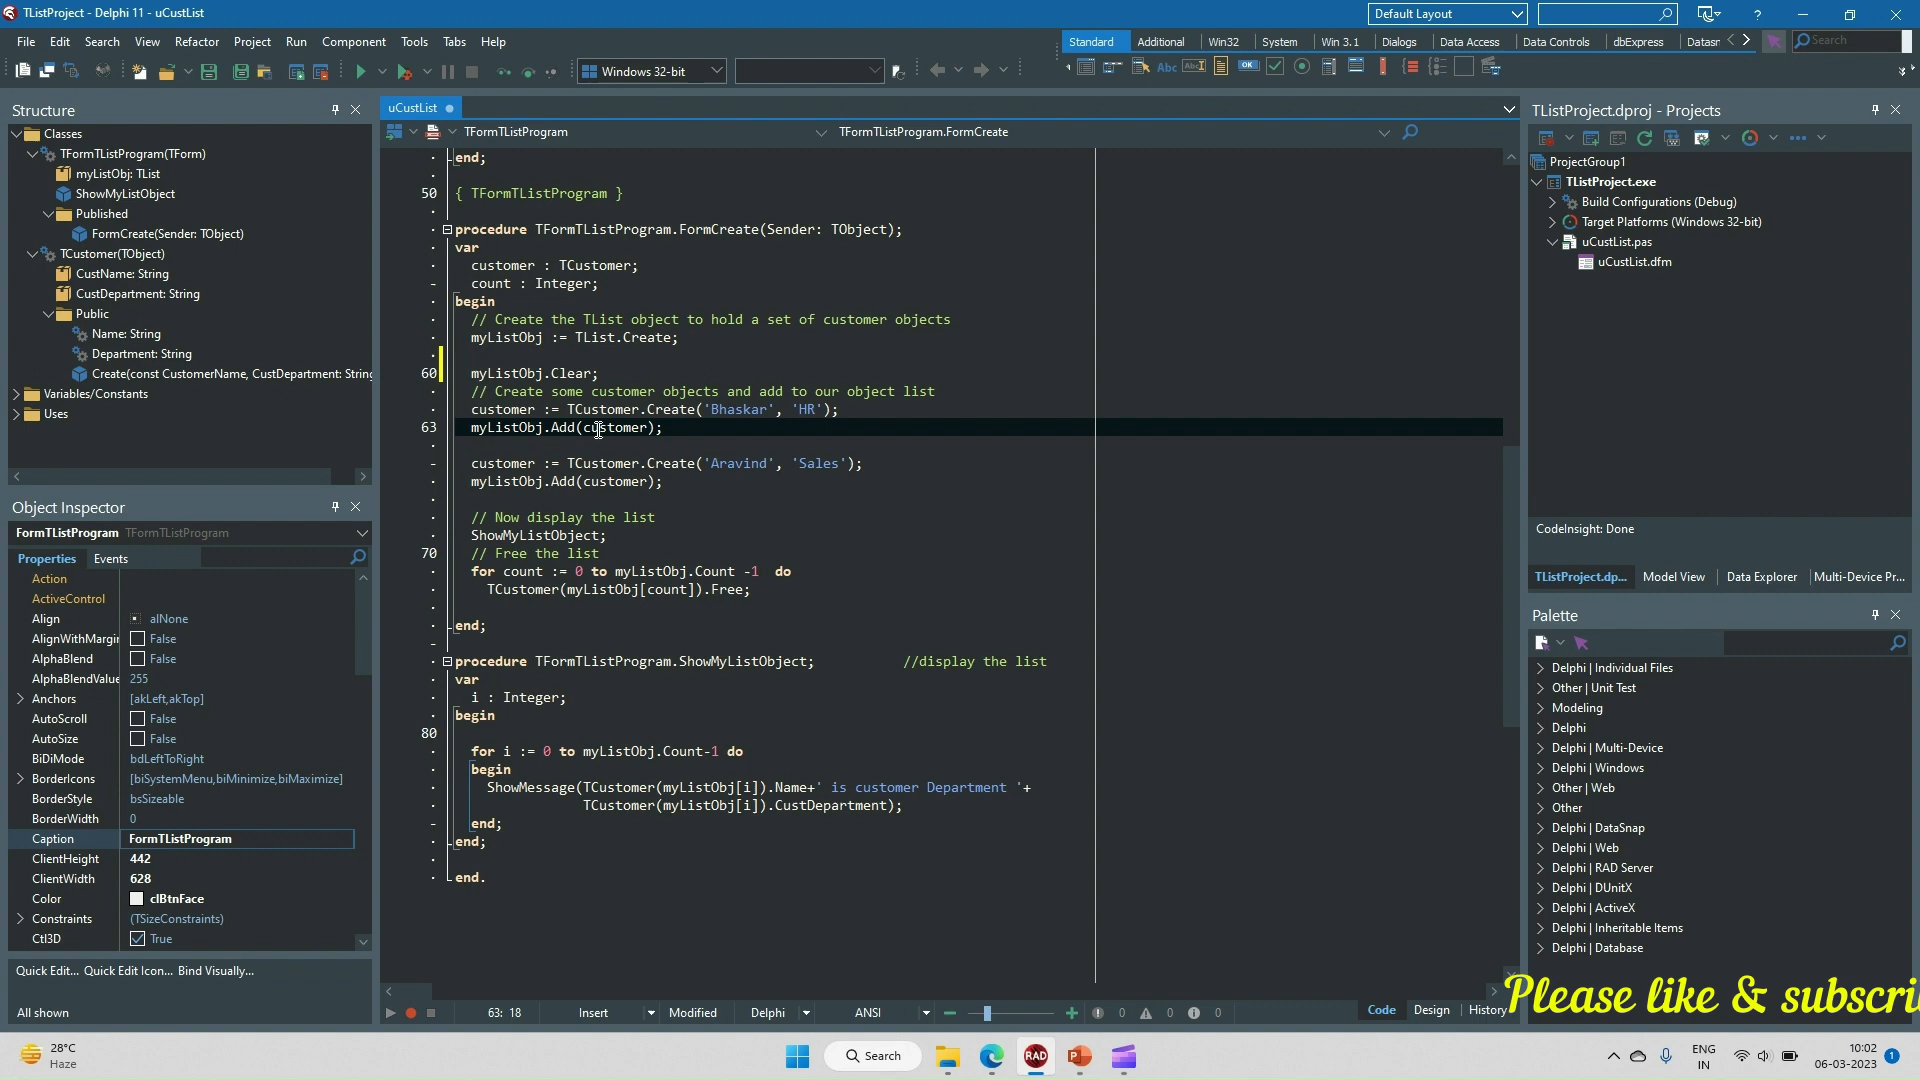 TListProject - Delphi 11 - uCustList
Default Layout
File Edit Search View Refactor Project Run Component Tools Tabs Help
Standard Additional Win32 System Win 3.1 Dialogs Data Access Data Controls dbExpress Datasn
Search
Windows 32-bit
Structure
Classes
TFormTListProgram(TForm)
myListObj: TList
ShowMyListObject
Published
FormCreate(Sender: TObject)
TCustomer(TObject)
CustName: String
CustDepartment: String
Public
Name: String
Department: String
Create(const CustomerName, CustDepartment: String
Variables/Constants
Uses
Object Inspector
FormTListProgram TFormTListProgram
Properties Events
Action
ActiveControl
Align alNone
AlignWithMargin False
AlphaBlend False
AlphaBlendValue 255
Anchors [akLeft,akTop]
AutoScroll False
AutoSize False
BiDiMode bdLeftToRight
BorderIcons [biSystemMenu,biMinimize,biMaximize]
BorderStyle bsSizeable
BorderWidth 0
Caption FormTListProgram
ClientHeight 442
ClientWidth 628
Color clBtnFace
Constraints (TSizeConstraints)
Ctl3D True
Quick Edit... Quick Edit Icon... Bind Visually...
All shown
uCustList
TFormTListProgram TFormTListProgram.FormCreate
end;
50 { TFormTListProgram }
procedure TFormTListProgram.FormCreate(Sender: TObject);
var
customer : TCustomer;
count : Integer;
begin
// Create the TList object to hold a set of customer objects
myListObj := TList.Create;
60 myListObj.Clear;
// Create some customer objects and add to our object list
customer := TCustomer.Create('Bhaskar', 'HR');
63 myListObj.Add(customer);
customer := TCustomer.Create('Aravind', 'Sales');
myListObj.Add(customer);
// Now display the list
ShowMyListObject;
70 // Free the list
for count := 0 to myListObj.Count -1 do
TCustomer(myListObj[count]).Free;
end;
procedure TFormTListProgram.ShowMyListObject; //display the list
var
i : Integer;
begin
80
for i := 0 to myListObj.Count-1 do
begin
ShowMessage(TCustomer(myListObj[i]).Name+' is customer Department '+
TCustomer(myListObj[i]).CustDepartment);
end;
end;
end.
63: 18 Insert Modified Delphi ANSI 0 0 0 Code Design History
TListProject.dproj - Projects
ProjectGroup1
TListProject.exe
Build Configurations (Debug)
Target Platforms (Windows 32-bit)
uCustList.pas
uCustList.dfm
CodeInsight: Done
TListProject.dp... Model View Data Explorer Multi-Device Pr...
Palette
Delphi | Individual Files
Other | Unit Test
Modeling
Delphi
Delphi | Multi-Device
Delphi | Windows
Other | Web
Other
Delphi | DataSnap
Delphi | Web
Delphi | RAD Server
Delphi | DUnitX
Delphi | ActiveX
Delphi | Inheritable Items
Delphi | Database
Please like & subscri
28°C
Haze
Search
RAD
ENG
IN
10:02
06-03-2023
1